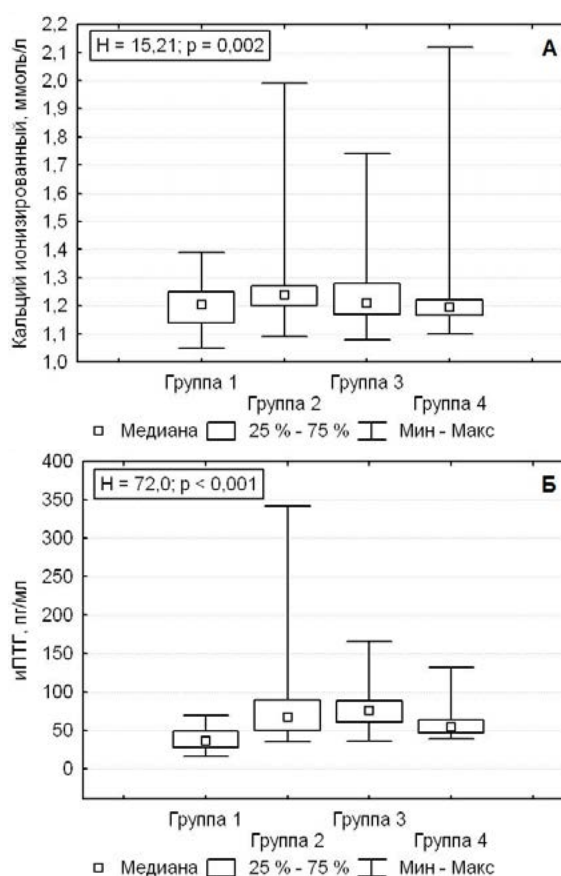 H = 15,21; p = 0,002
А
Кальций ионизированный, ммоль/л
2,2
2,1
2,0
1,9
1,8
1,7
1,6
1,5
1,4
1,3
1,2
1,1
1,0
Группа 1 Группа 3
Группа 2 Группа 4
Медиана 25 % - 75 % Мин - Макс
H = 72,0; p < 0,001
Б
иПТГ, пг/мл
400
350
300
250
200
150
100
50
0
Группа 1 Группа 3
Группа 2 Группа 4
Медиана 25 % - 75 % Мин - Макс